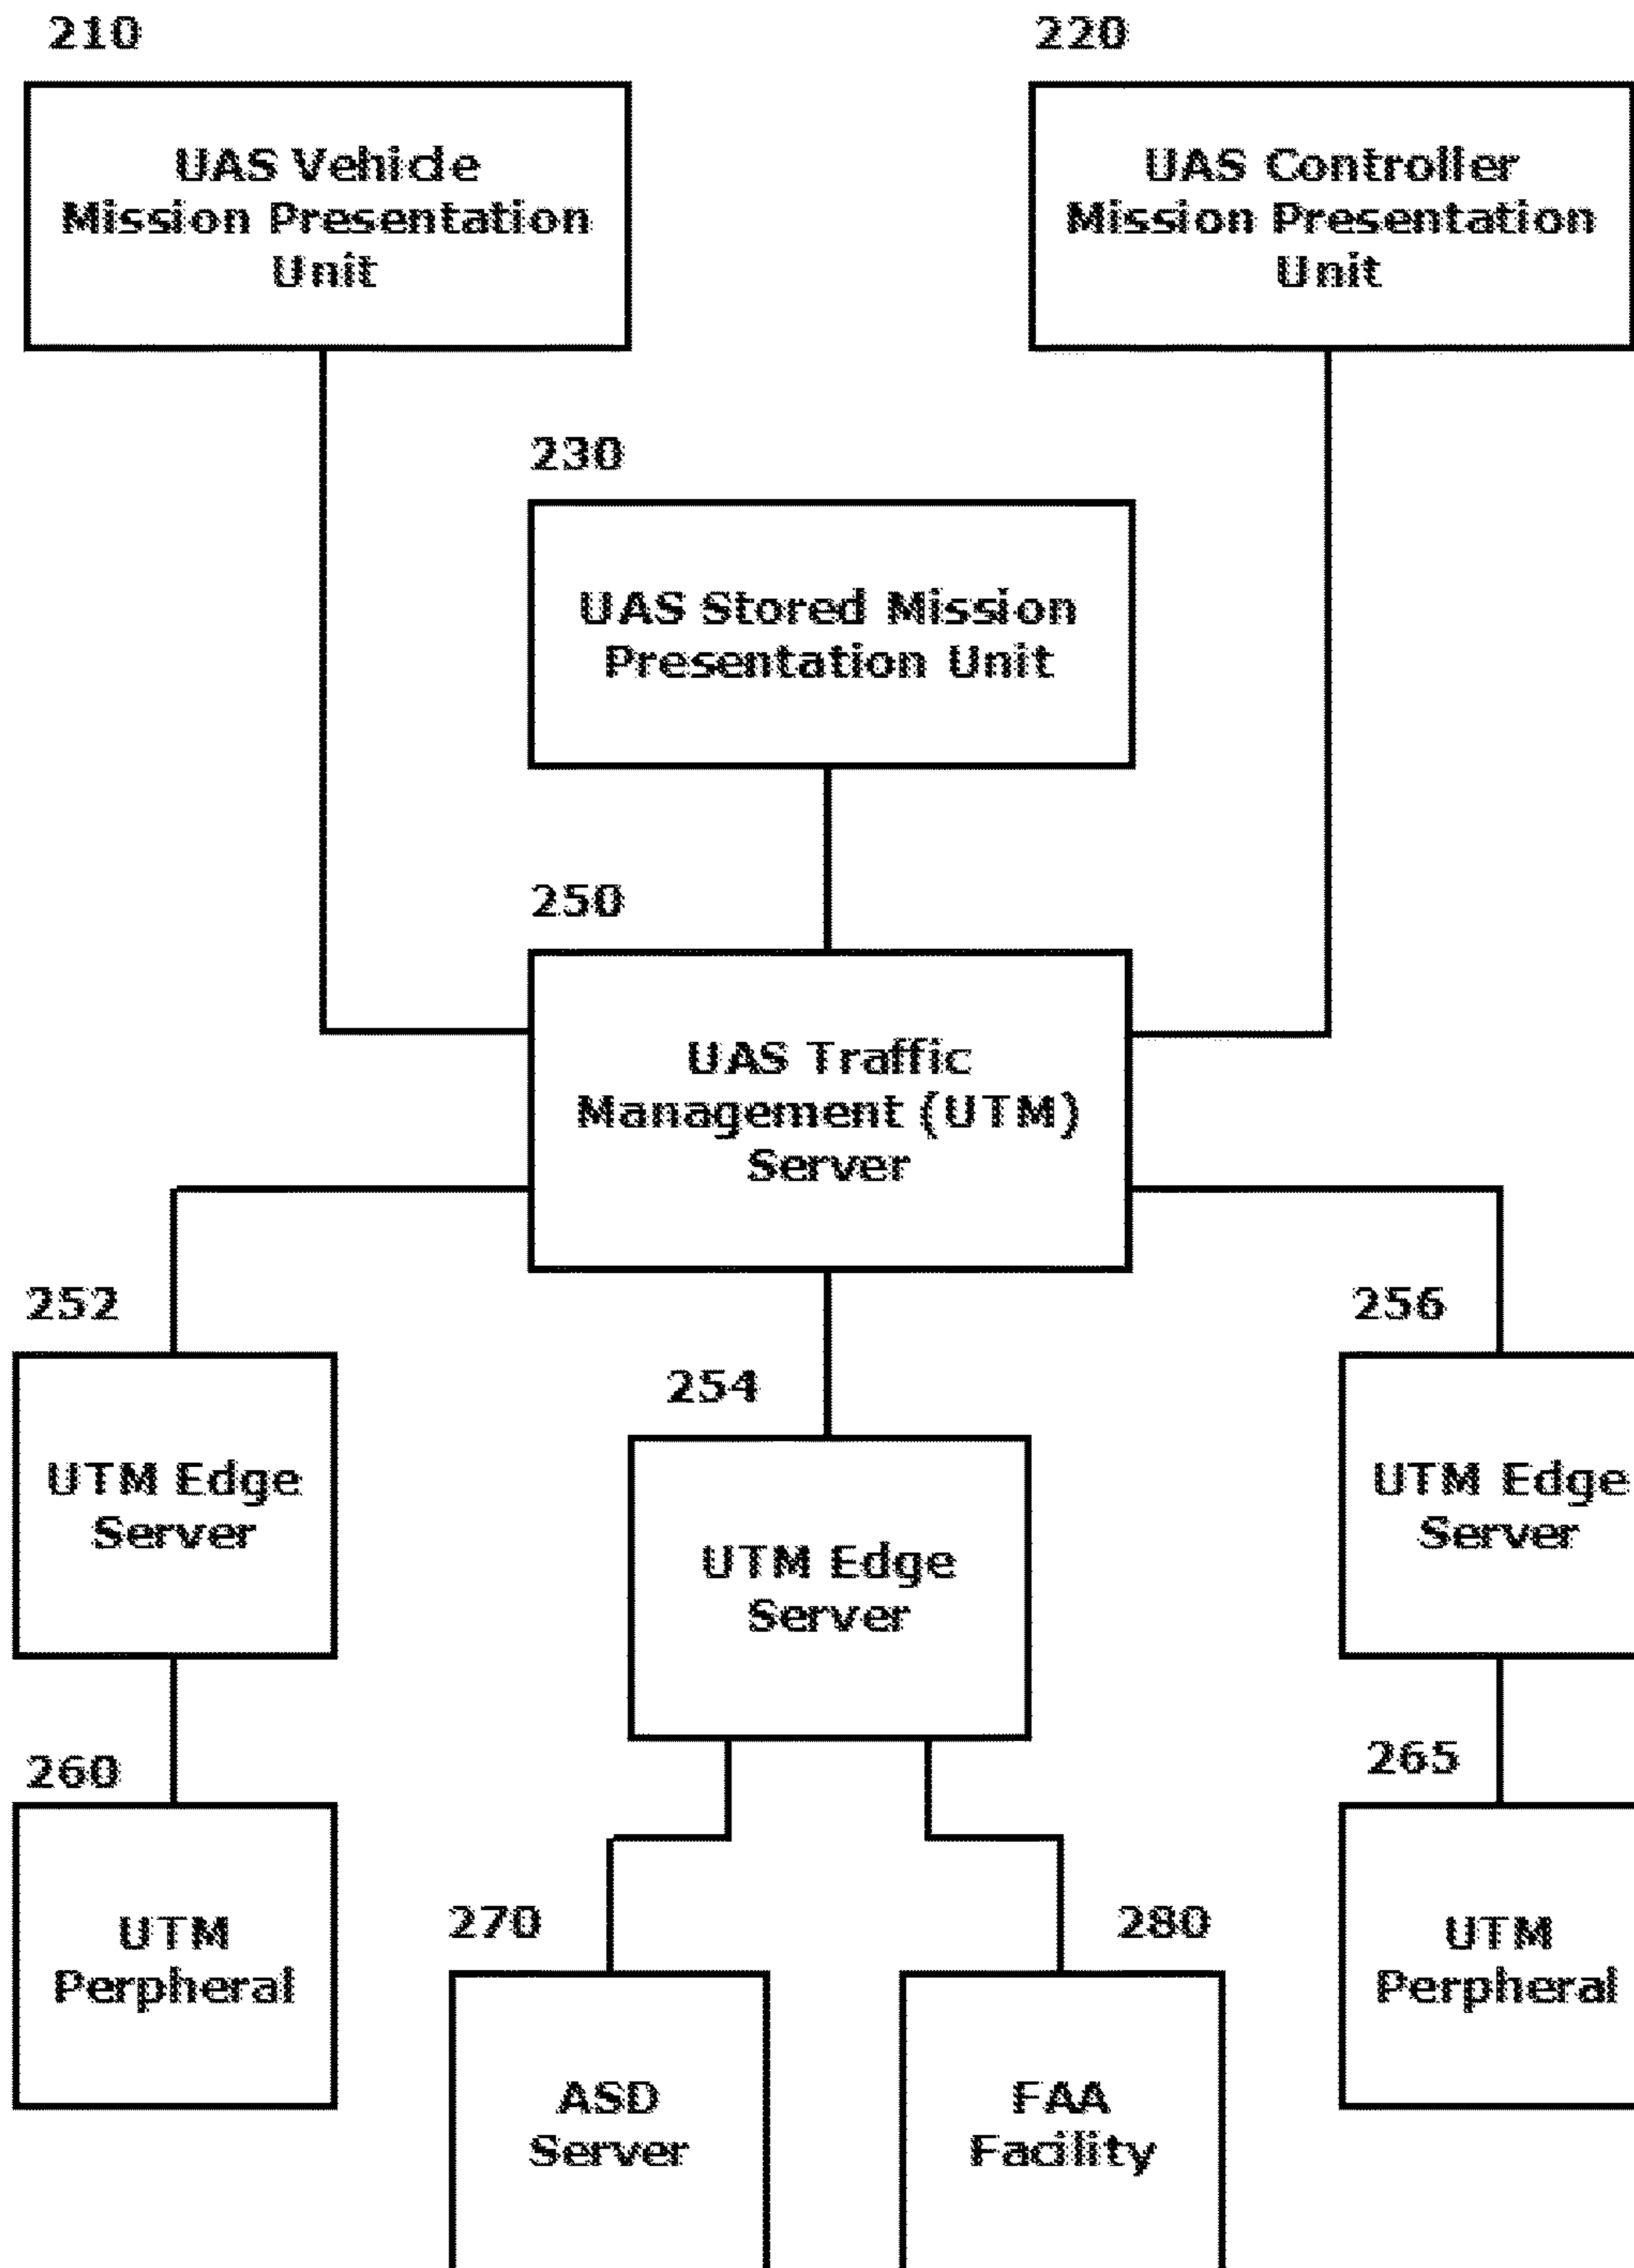 210
220
UAS Vehicle
Mission Presentation
Unit
UAS Controller
Mission Presentation
Unit
230
UAS Stored Mission
Presentation Unit
250
UAS Traffic
Management (UTM)
Server
252
256
254
UTM Edge
Server
UTM Edge
Server
UTM Edge
Server
260
265
UTM
Perpheral
UTM
Perpheral
270
280
ASD
Server
FAA
Facility